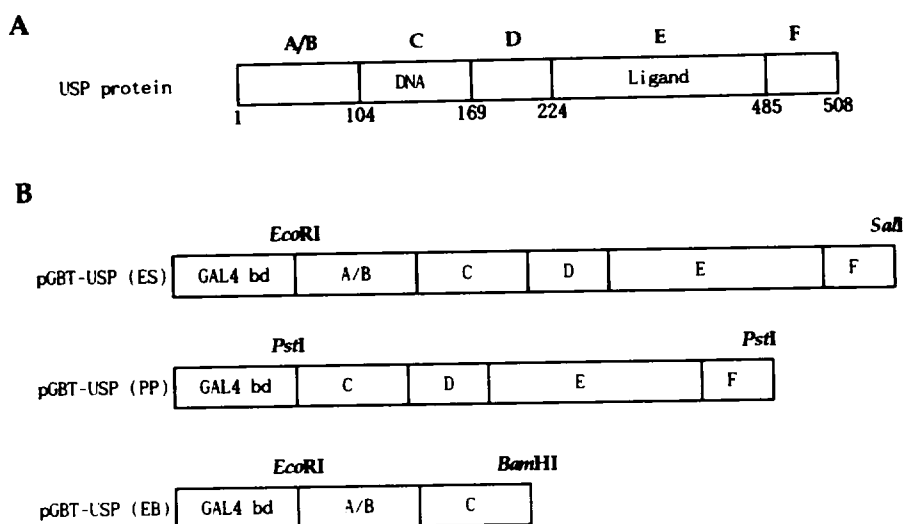 A
A/B C D E F
USP protein DNA Ligand
1 104 169 224 485 508
B
EcoRI SalI
pGBT-USP (ES) GAL4 bd A/B C D E F
PstI PstI
pGBT-USP (PP) GAL4 bd C D E F
EcoRI BamHI
pGBT-USP (EB) GAL4 bd A/B C